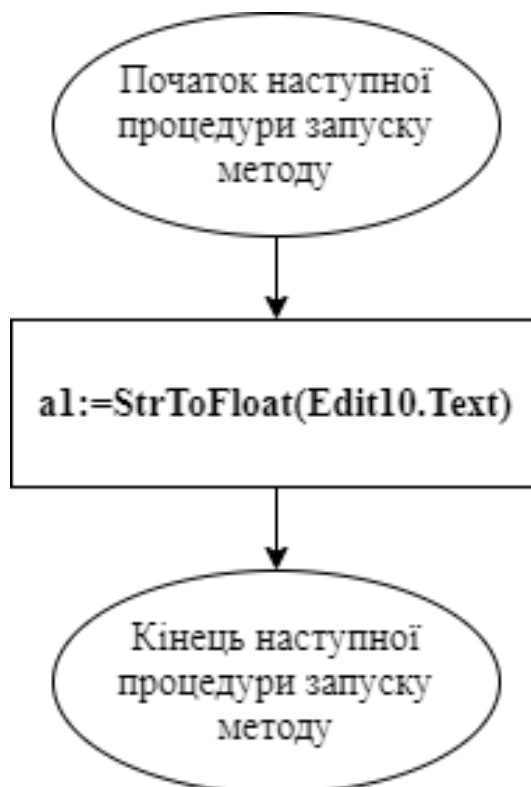 Початок наступної
процедури запуску
методу
a1:=StrToFloat(Edit10.Text)
Кінець наступної
процедури запуску
методу